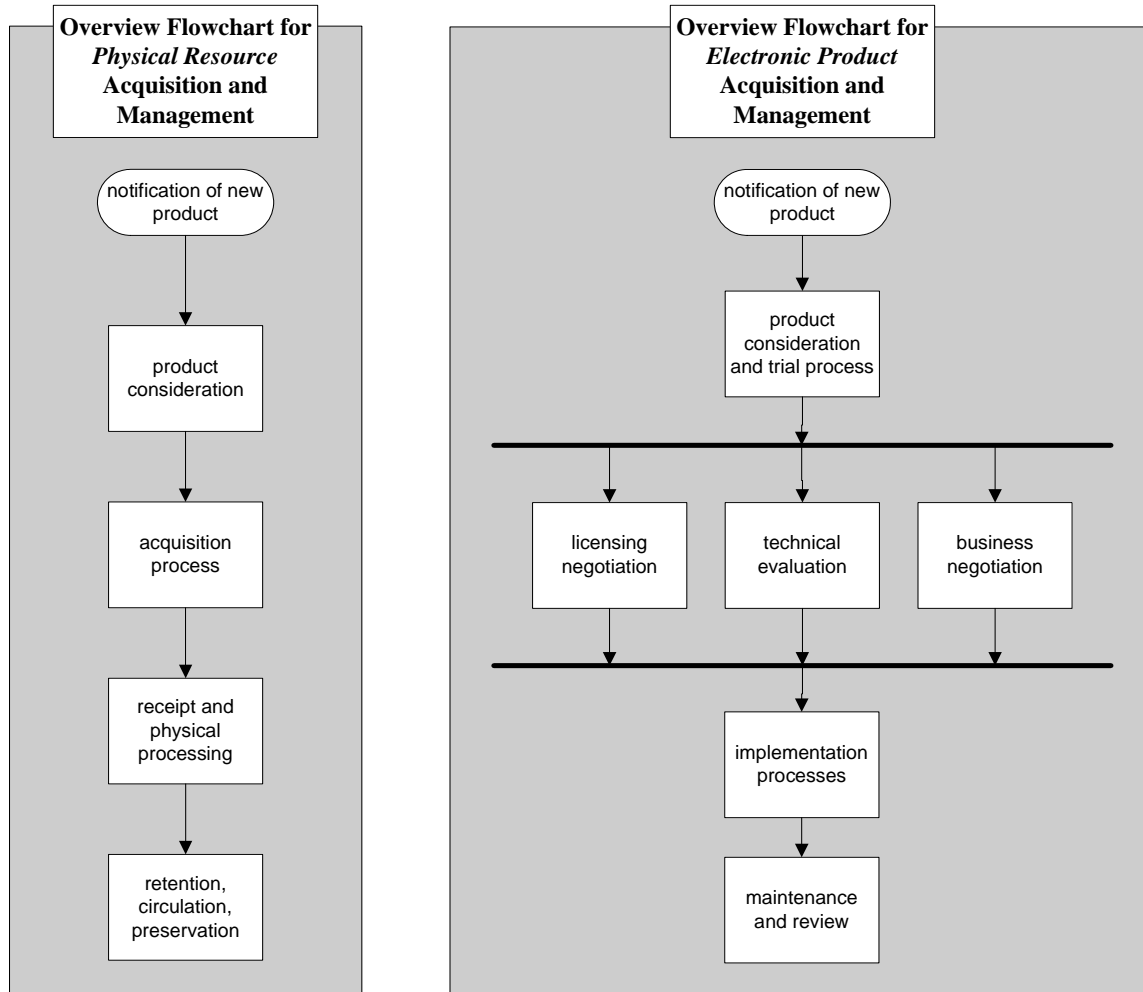 Overview Flowchart for
Physical Resource
Acquisition and
Management
notification of new
product
product
consideration
acquisition
process
receipt and
physical
processing
retention,
circulation,
preservation
Overview Flowchart for
Electronic Product
Acquisition and
Management
notification of new
product
product
consideration
and trial process
licensing
negotiation
technical
evaluation
business
negotiation
implementation
processes
maintenance
and review